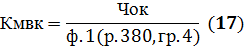 Кмвк = Чок / ф.1(р.380,гр.4) (17)